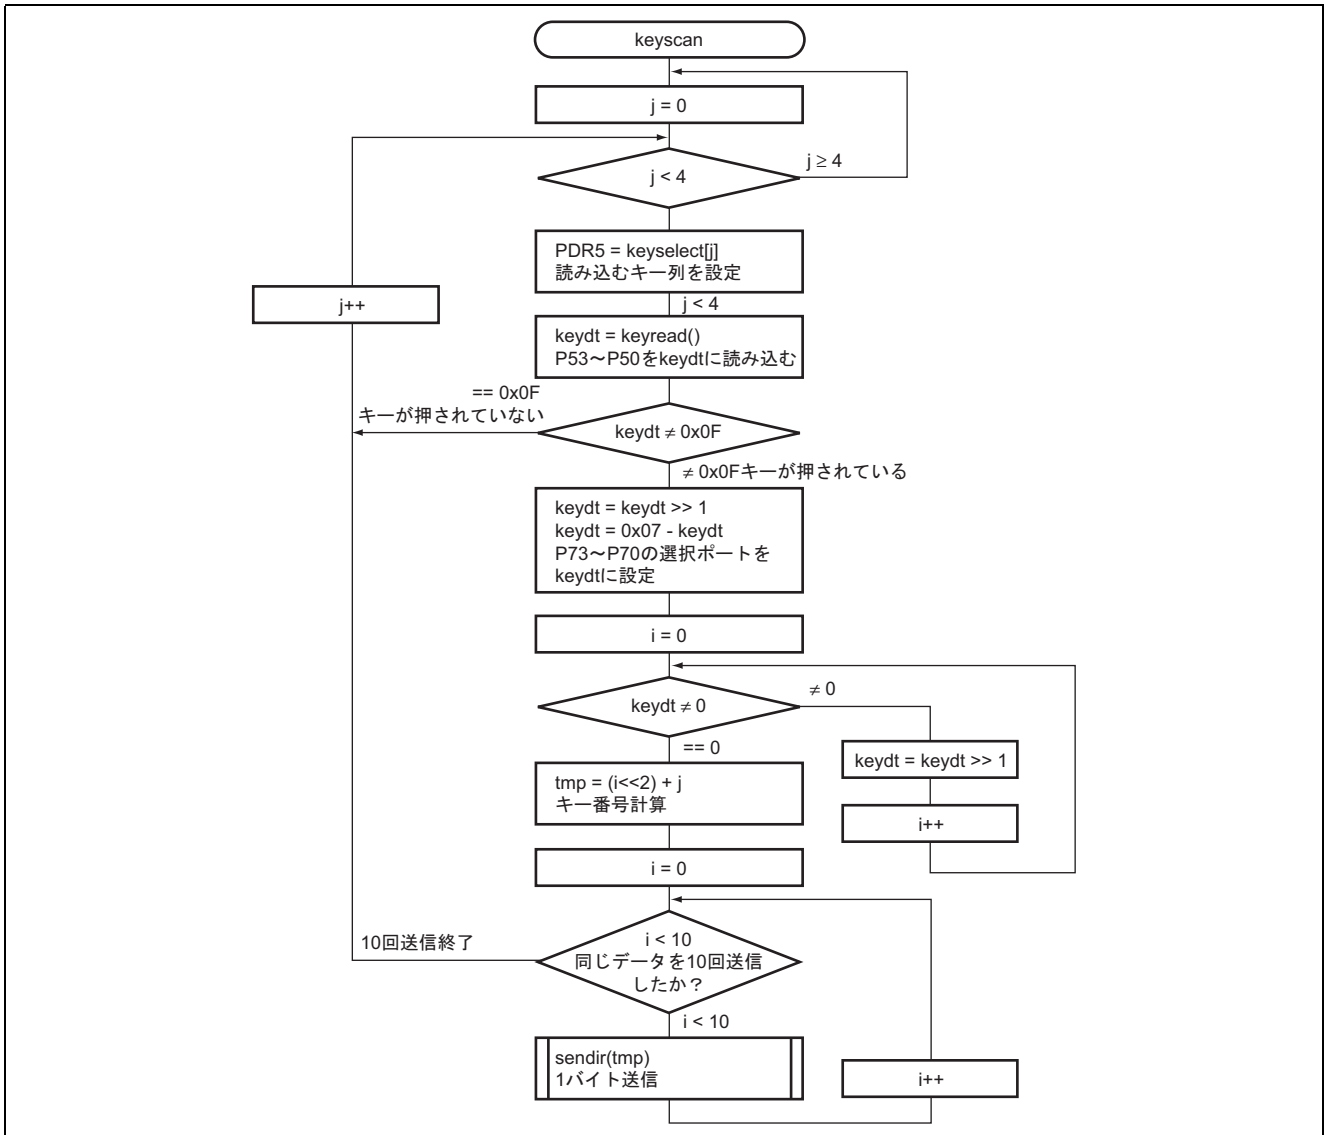 keyscan
j = 0
j < 4
j ≥ 4
PDR5 = keyselect[j]
読み込むキー列を設定
j++
j < 4
keydt = keyread()
P53～P50をkeydtに読み込む
== 0x0F
キーが押されていない
keydt ≠ 0x0F
≠ 0x0Fキーが押されている
keydt = keydt >> 1
keydt = 0x07 - keydt
P73～P70の選択ポートを
keydtに設定
i = 0
keydt ≠ 0
≠ 0
== 0
keydt = keydt >> 1
tmp = (i<<2) + j
キー番号計算
i++
i = 0
10回送信終了
i < 10
同じデータを10回送信
したか？
i < 10
sendir(tmp)
1バイト送信
i++